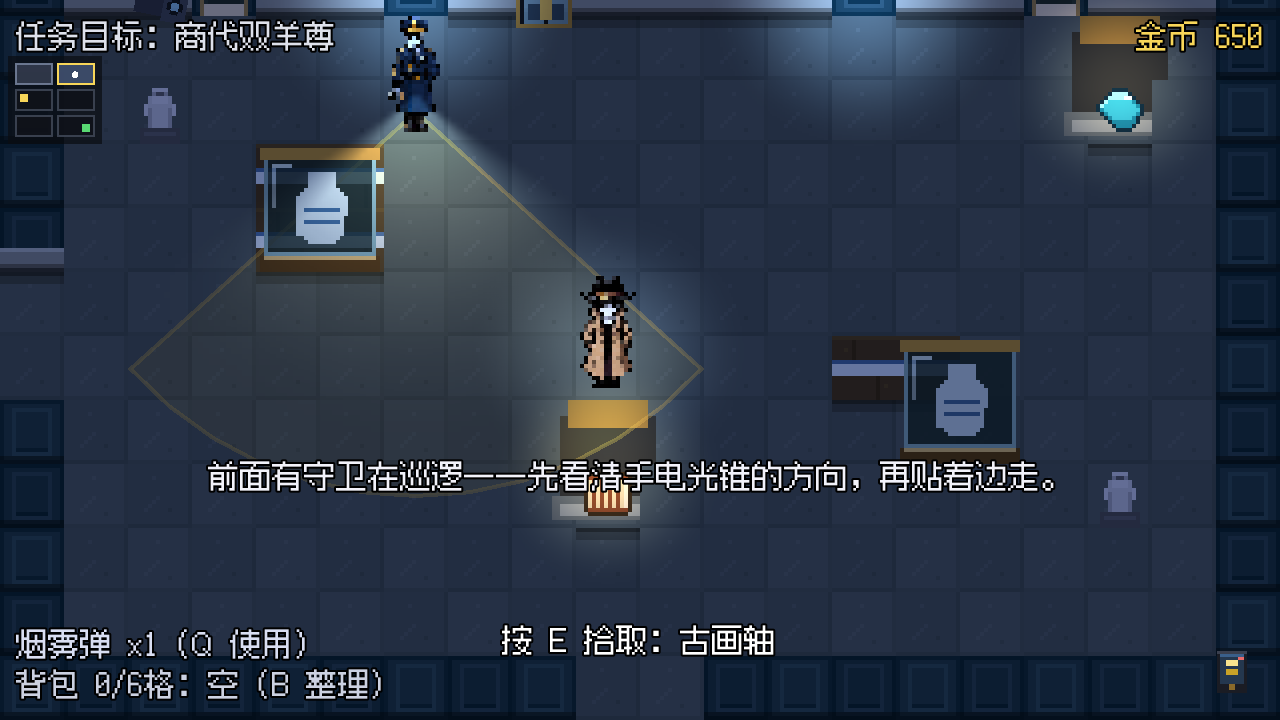 任务目标：商代双羊尊
金币 650
前面有守卫在巡逻——先看清手电光锥的方向，再贴着边走。
按 E 拾取：古画轴
烟雾弹 x1（Q 使用）
背包 0/6格：空（B 整理）